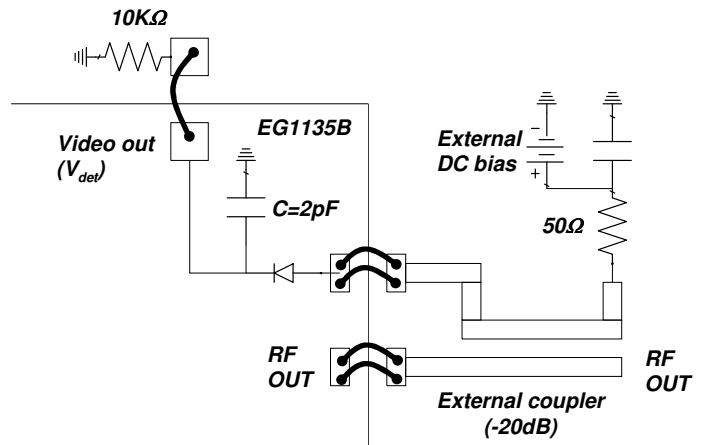 10KΩ
EG1135B
Video out
(Vdet)
C=2pF
External
DC bias
−
+
50Ω
RF
OUT
RF
OUT
External coupler
(-20dB)